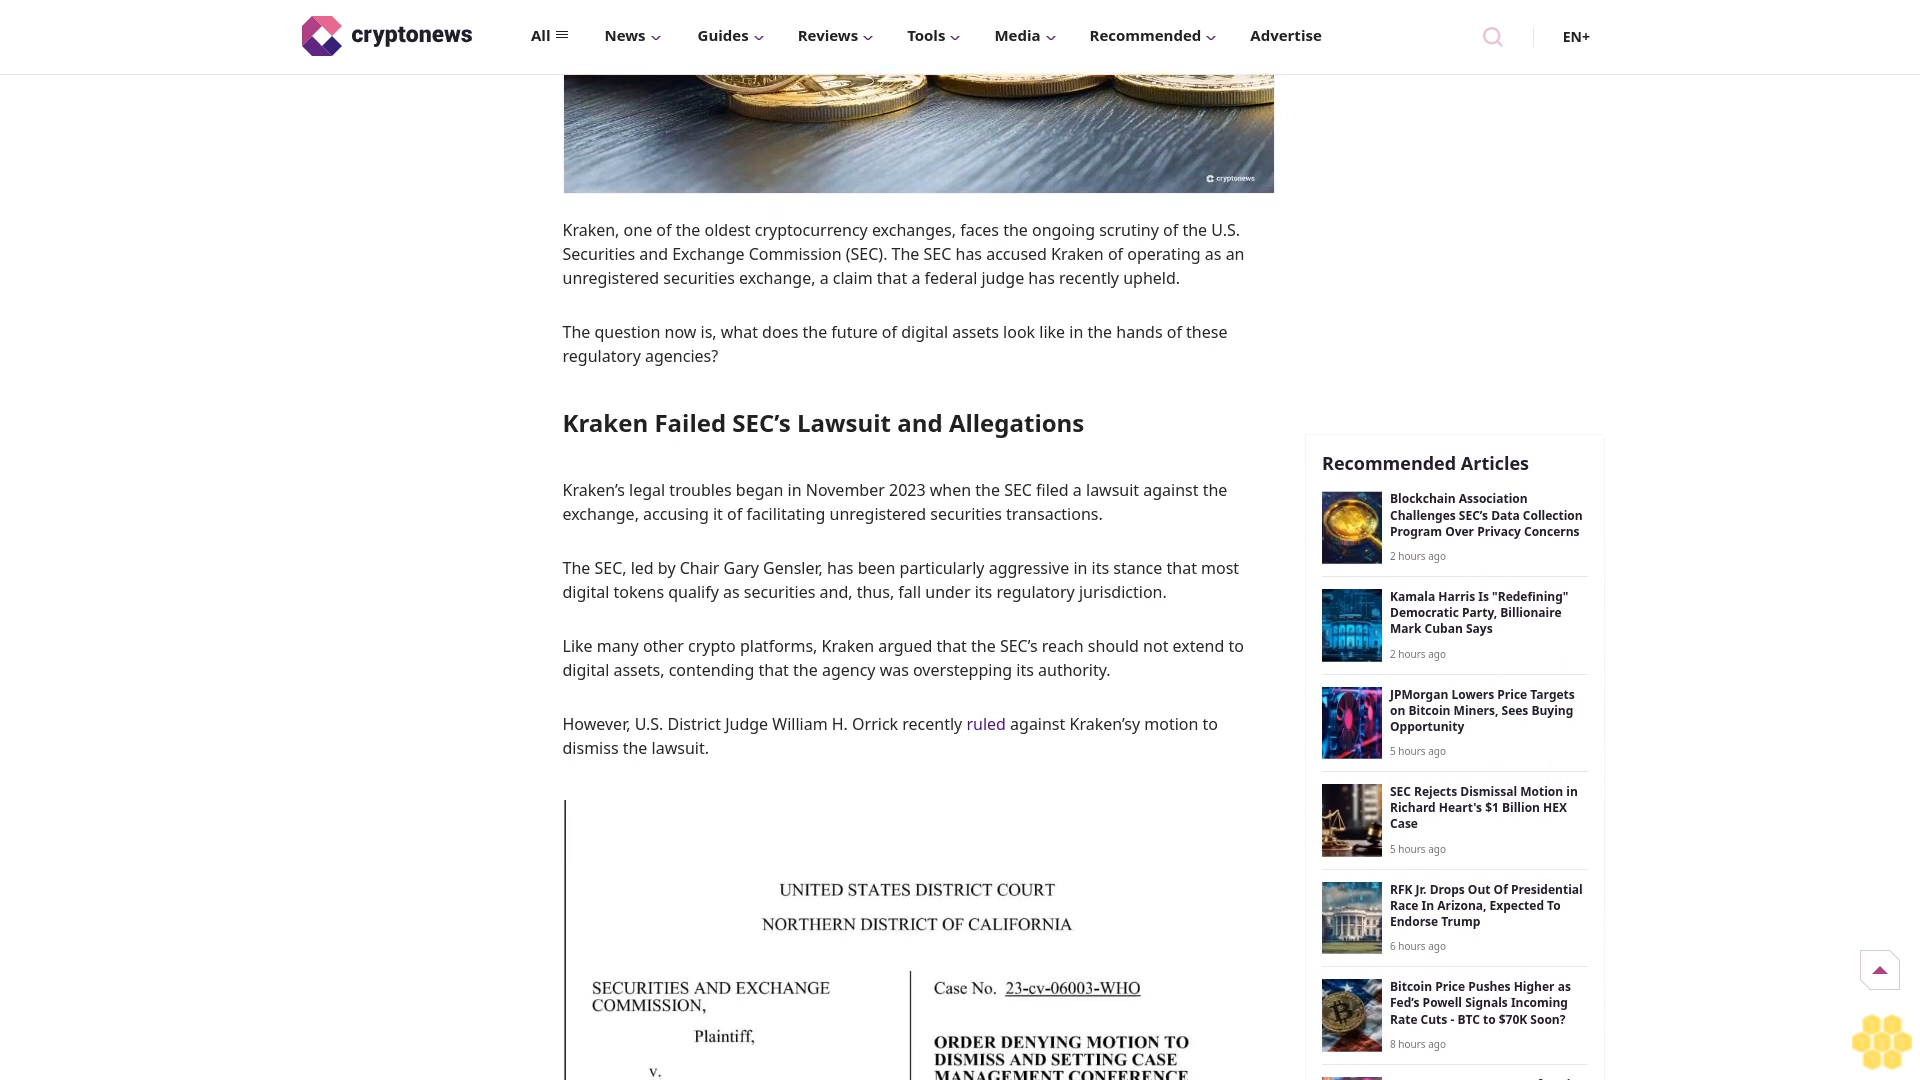 cryptonews
All
News
Guides
Reviews
Tools
Media
Recommended
Advertise
EN+
cryptonews
Kraken, one of the oldest cryptocurrency exchanges, faces the ongoing scrutiny of the U.S.
Securities and Exchange Commission (SEC). The SEC has accused Kraken of operating as an
unregistered securities exchange, a claim that a federal judge has recently upheld.
The question now is, what does the future of digital assets look like in the hands of these
regulatory agencies?
Kraken Failed SEC’s Lawsuit and Allegations
Kraken’s legal troubles began in November 2023 when the SEC filed a lawsuit against the
exchange, accusing it of facilitating unregistered securities transactions.
The SEC, led by Chair Gary Gensler, has been particularly aggressive in its stance that most
digital tokens qualify as securities and, thus, fall under its regulatory jurisdiction.
Like many other crypto platforms, Kraken argued that the SEC’s reach should not extend to
digital assets, contending that the agency was overstepping its authority.
However, U.S. District Judge William H. Orrick recently ruled against Kraken’sy motion to
dismiss the lawsuit.
UNITED STATES DISTRICT COURT
NORTHERN DISTRICT OF CALIFORNIA
SECURITIES AND EXCHANGE
COMMISSION,
Plaintiff,
v.
Case No. 23-cv-06003-WHO
ORDER DENYING MOTION TO
DISMISS AND SETTING CASE
MANAGEMENT CONFERENCE
Recommended Articles
Blockchain Association
Challenges SEC’s Data Collection
Program Over Privacy Concerns
2 hours ago
Kamala Harris Is "Redefining"
Democratic Party, Billionaire
Mark Cuban Says
2 hours ago
JPMorgan Lowers Price Targets
on Bitcoin Miners, Sees Buying
Opportunity
5 hours ago
SEC Rejects Dismissal Motion in
Richard Heart's $1 Billion HEX
Case
5 hours ago
RFK Jr. Drops Out Of Presidential
Race In Arizona, Expected To
Endorse Trump
6 hours ago
Bitcoin Price Pushes Higher as
Fed’s Powell Signals Incoming
Rate Cuts - BTC to $70K Soon?
8 hours ago